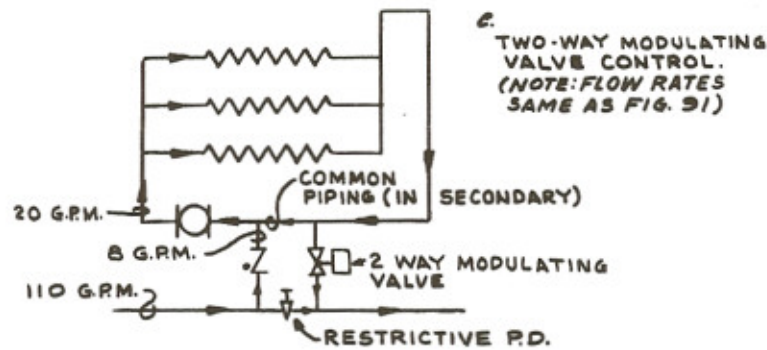 c.
TWO-WAY MODULATING
VALVE CONTROL.
(NOTE: FLOW RATES
SAME AS FIG. 91)
COMMON
PIPING (IN SECONDARY)
20 G.P.M.
8 G.P.M.
2 WAY MODULATING
VALVE
110 G.P.M.
RESTRICTIVE P.D.